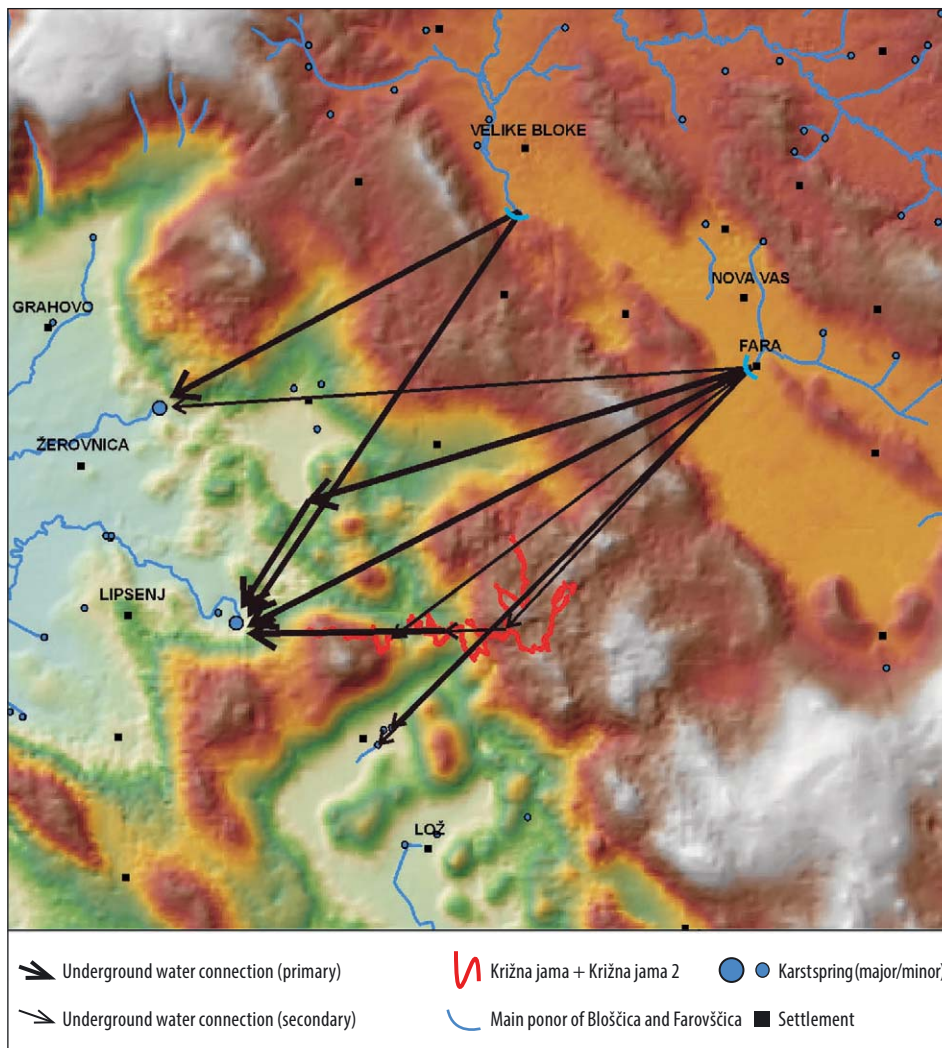 VELIKE BLOKE
NOVA VAS
GRAHOVO
FARA
ŽEROVNICA
LIPSENJ
LOŽ
Underground water connection (primary)
Križna jama + Križna jama 2
Karstspring (major/minor)
Underground water connection (secondary)
Main ponor of Bloščica and Farovščica
Settlement